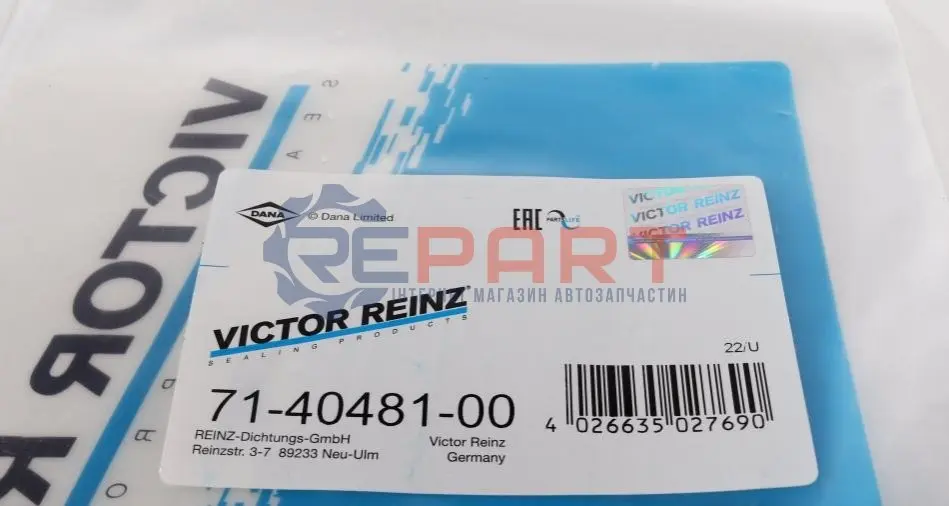 VICTOR R
DANA
© Dana Limited
EAC
PARTSLIFE
VICTOR REINZ
VICTOR REINZ
VICTOR REINZ
REPART
ІНТЕРНЕТ МАГАЗИН АВТОЗАПЧАСТИН
VICTOR REINZ®
SEALING PRODUCTS
22/U
71-40481-00
4 026635 027690
REINZ-Dichtungs-GmbH
Reinzstr. 3-7 89233 Neu-Ulm
Victor Reinz
Germany